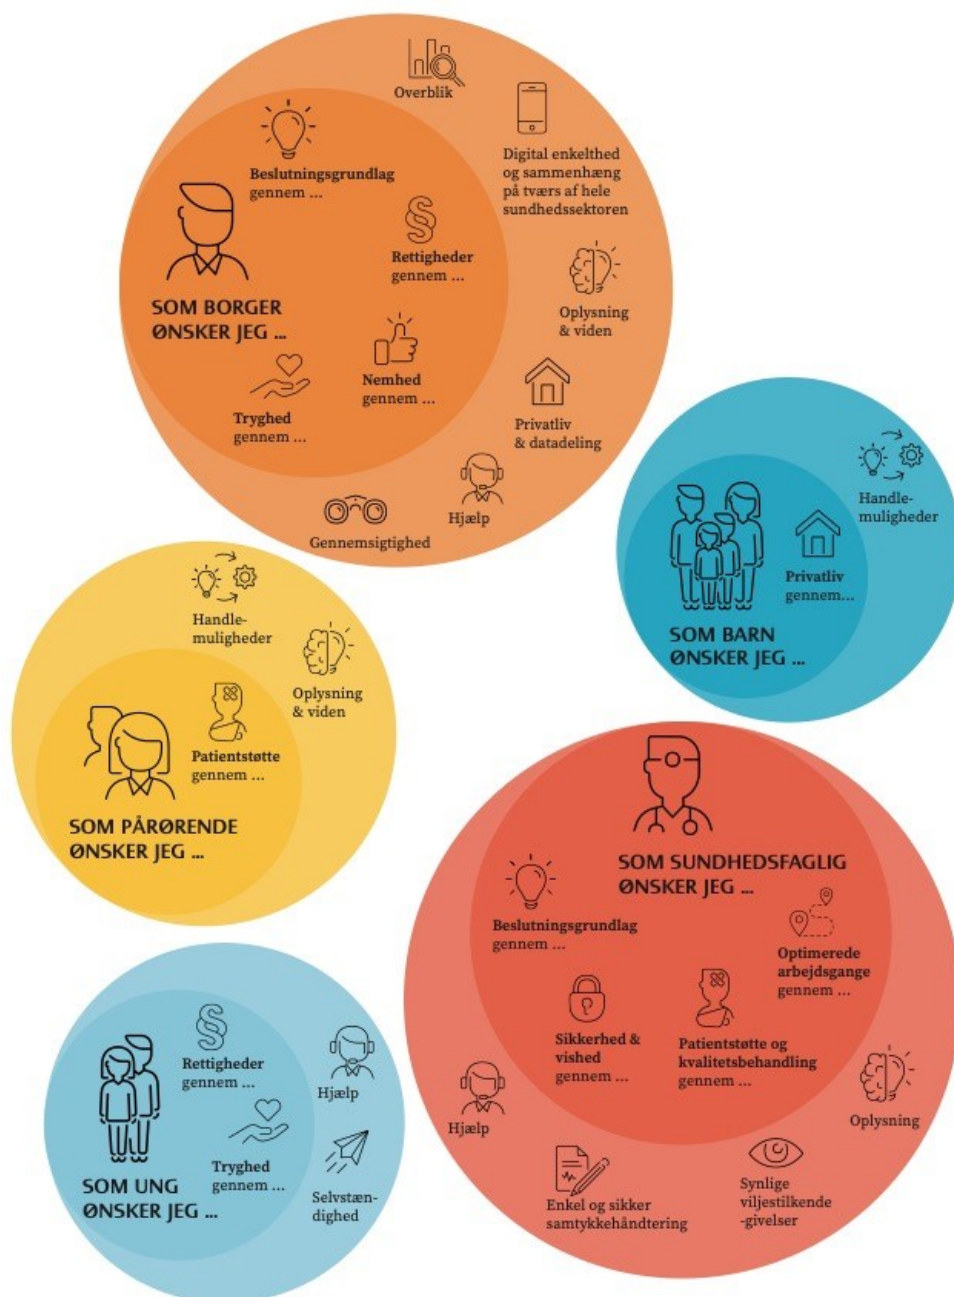 Overblik
Digital enkelthed
og sammenhæng
på tværs af hele
sundhedssektoren
Beslutningsgrundlag
gennem ...
Rettigheder
gennem ...
SOM BORGER
ØNSKER JEG ...
Oplysning
& viden
Nemhed
gennem ...
Tryghed
gennem ...
Privatliv
& datadeling
Hjælp
Gennemsigtighed
Handle-
muligheder
Privatliv
gennem...
SOM BARN
ØNSKER JEG ...
Handle-
muligheder
Oplysning
& viden
Patientstøtte
gennem ...
SOM PÅRØRENDE
ØNSKER JEG ...
SOM SUNDHEDSFAGLIG
ØNSKER JEG ...
Beslutningsgrundlag
gennem ...
Optimerede
arbejdsgange
gennem ...
Sikkerhed &
vished
gennem ...
Patientstøtte og
kvalitetsbehandling
gennem ...
Hjælp
Oplysning
Enkel og sikker
samtykkehåndtering
Synlige
viljestilkende
-givelser
Rettigheder
gennem ...
Hjælp
Tryghed
gennem ...
SOM UNG
ØNSKER JEG ...
Selvstæn-
dighed